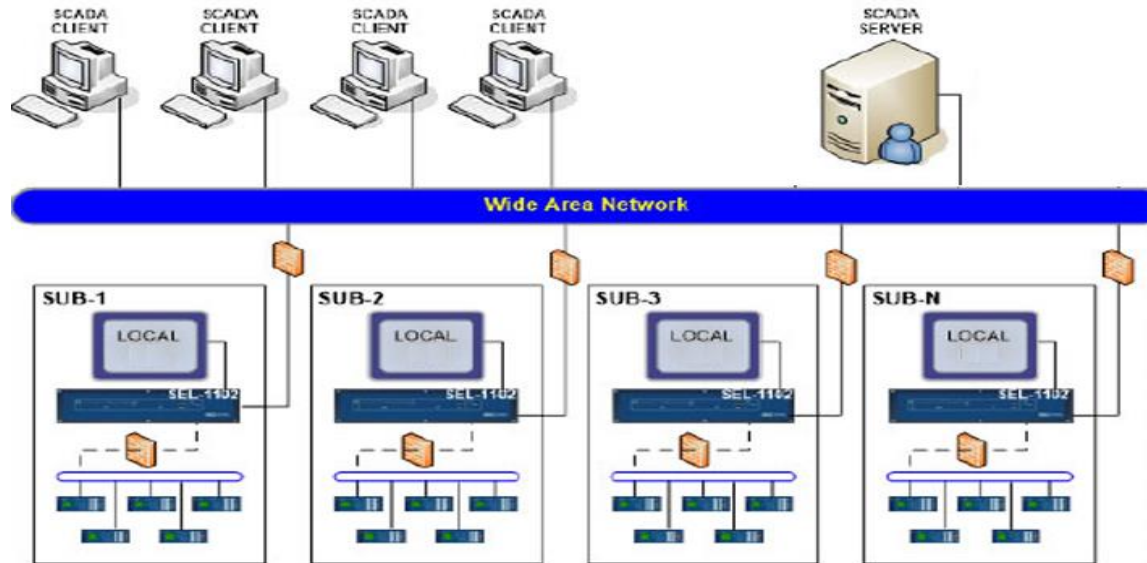 SCADA CLIENT
SCADA CLIENT
SCADA CLIENT
SCADA CLIENT
SCADA SERVER
Wide Area Network
SUB-1
SUB-2
SUB-3
SUB-N
LOCAL
LOCAL
LOCAL
LOCAL
SEL-1102
SEL-1102
SEL-1102
SEL-1102